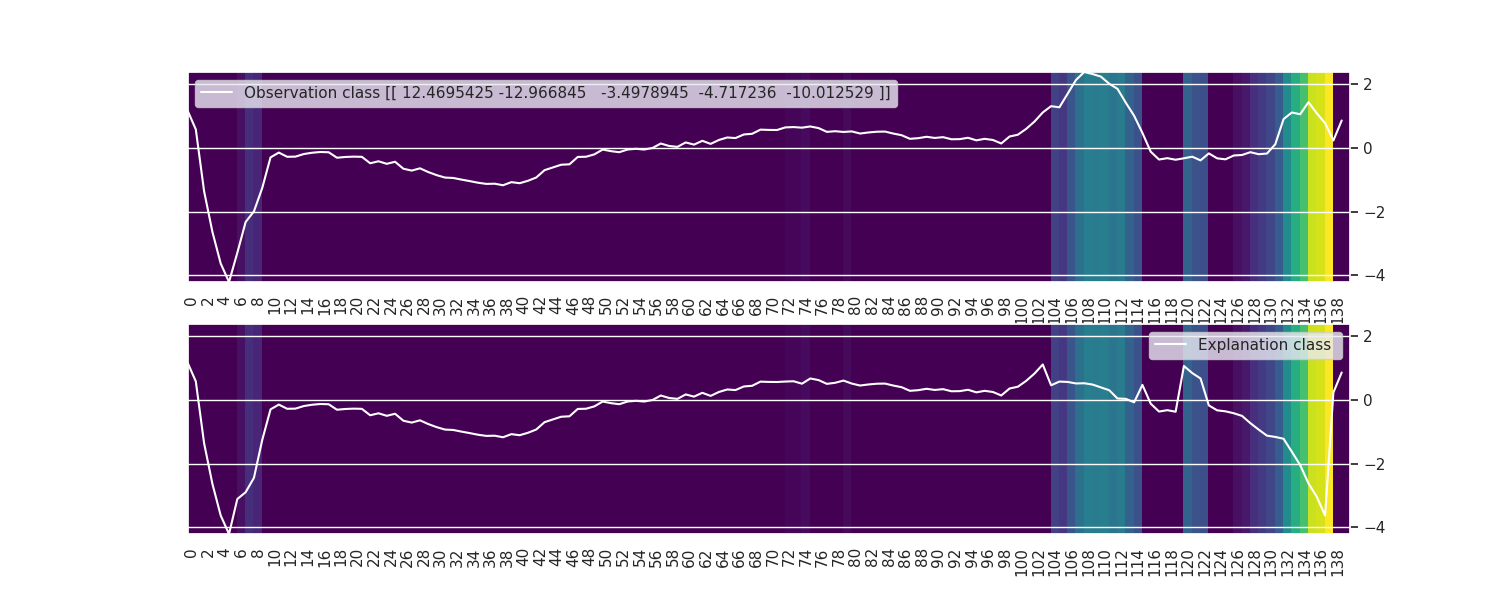 Observation class [[ 12.4695425 -12.966845 -3.4978945 -4.717236 -10.012529 ]]
2
0
−2
−4
0 2 4 6 8 10 12 14 16 18 20 22 24 26 28 30 32 34 36 38 40 42 44 46 48 50 52 54 56 58 60 62 64 66 68 70 72 74 76 78 80 82 84 86 88 90 92 94 96 98 100 102 104 106 108 110 112 114 116 118 120 122 124 126 128 130 132 134 136 138
Explanation class
2
0
−2
−4
0 2 4 6 8 10 12 14 16 18 20 22 24 26 28 30 32 34 36 38 40 42 44 46 48 50 52 54 56 58 60 62 64 66 68 70 72 74 76 78 80 82 84 86 88 90 92 94 96 98 100 102 104 106 108 110 112 114 116 118 120 122 124 126 128 130 132 134 136 138